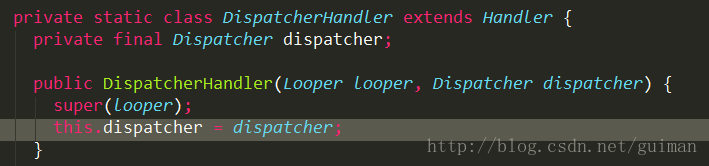 private static class DispatcherHandler extends Handler {
  private final Dispatcher dispatcher;

  public DispatcherHandler(Looper looper, Dispatcher dispatcher) {
    super(looper);
    this.dispatcher = dispatcher;
  }
http://blog.csdn.net/guiman